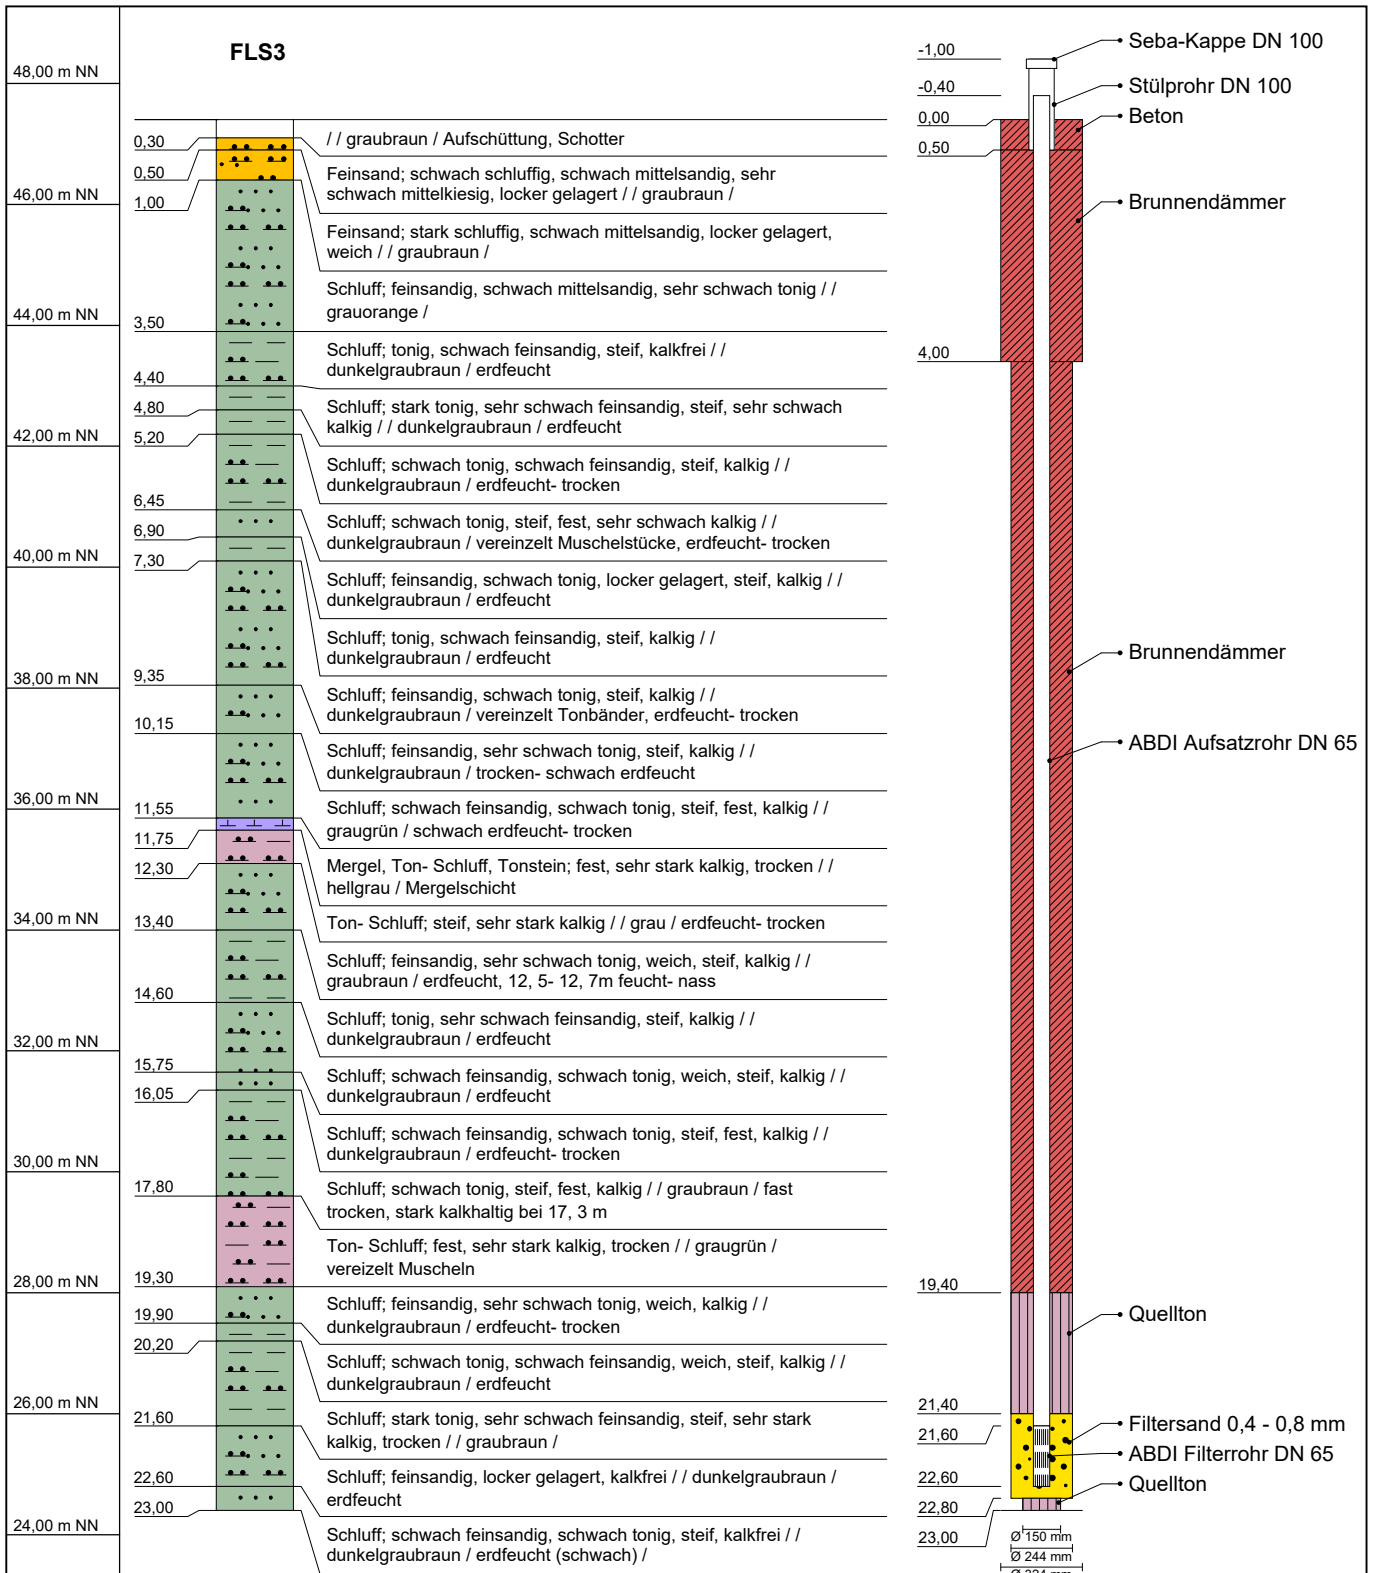 FLS3
48,00 m NN
46,00 m NN
44,00 m NN
42,00 m NN
40,00 m NN
38,00 m NN
36,00 m NN
34,00 m NN
32,00 m NN
30,00 m NN
28,00 m NN
26,00 m NN
24,00 m NN
0,30
0,50
1,00
3,50
4,40
4,80
5,20
6,45
6,90
7,30
9,35
10,15
11,55
11,75
12,30
13,40
14,60
15,75
16,05
17,80
19,30
19,90
20,20
21,60
22,60
23,00
/ / graubraun / Aufschüttung, Schotter
Feinsand; schwach schluffig, schwach mittelsandig, sehr
schwach mittelkiesig, locker gelagert / / graubraun /
Feinsand; stark schluffig, schwach mittelsandig, locker gelagert,
weich / / graubraun /
Schluff; feinsandig, schwach mittelsandig, sehr schwach tonig / /
grauorange /
Schluff; tonig, schwach feinsandig, steif, kalkfrei / /
dunkelgraubraun / erdfeucht
Schluff; stark tonig, sehr schwach feinsandig, steif, sehr schwach
kalkig / / dunkelgraubraun / erdfeucht
Schluff; schwach tonig, schwach feinsandig, steif, kalkig / /
dunkelgraubraun / erdfeucht- trocken
Schluff; schwach tonig, steif, fest, sehr schwach kalkig / /
dunkelgraubraun / vereinzelt Muschelstücke, erdfeucht- trocken
Schluff; feinsandig, schwach tonig, locker gelagert, steif, kalkig / /
dunkelgraubraun / erdfeucht
Schluff; tonig, schwach feinsandig, steif, kalkig / /
dunkelgraubraun / erdfeucht
Schluff; feinsandig, schwach tonig, steif, kalkig / /
dunkelgraubraun / vereinzelt Tonbänder, erdfeucht- trocken
Schluff; feinsandig, sehr schwach tonig, steif, kalkig / /
dunkelgraubraun / trocken- schwach erdfeucht
Schluff; schwach feinsandig, schwach tonig, steif, fest, kalkig / /
graugrün / schwach erdfeucht- trocken
Mergel, Ton- Schluff, Tonstein; fest, sehr stark kalkig, trocken / /
hellgrau / Mergelschicht
Ton- Schluff; steif, sehr stark kalkig / / grau / erdfeucht- trocken
Schluff; feinsandig, sehr schwach tonig, weich, steif, kalkig / /
graubraun / erdfeucht, 12, 5- 12, 7m feucht- nass
Schluff; tonig, sehr schwach feinsandig, steif, kalkig / /
dunkelgraubraun / erdfeucht
Schluff; schwach feinsandig, schwach tonig, weich, steif, kalkig / /
dunkelgraubraun / erdfeucht
Schluff; schwach feinsandig, schwach tonig, steif, fest, kalkig / /
dunkelgraubraun / erdfeucht- trocken
Schluff; schwach tonig, steif, fest, kalkig / / graubraun / fast
trocken, stark kalkhaltig bei 17, 3 m
Ton- Schluff; fest, sehr stark kalkig, trocken / / graugrün /
vereizelt Muscheln
Schluff; feinsandig, sehr schwach tonig, weich, kalkig / /
dunkelgraubraun / erdfeucht- trocken
Schluff; schwach tonig, schwach feinsandig, weich, steif, kalkig / /
dunkelgraubraun / erdfeucht
Schluff; stark tonig, sehr schwach feinsandig, steif, sehr stark
kalkig, trocken / / graubraun /
Schluff; feinsandig, locker gelagert, kalkfrei / / dunkelgraubraun /
erdfeucht
Schluff; schwach feinsandig, schwach tonig, steif, kalkfrei / /
dunkelgraubraun / erdfeucht (schwach) /
-1,00
-0,40
0,00
0,50
4,00
19,40
21,40
21,60
22,60
22,80
23,00
Seba-Kappe DN 100
Stülprohr DN 100
Beton
Brunnendämmer
Brunnendämmer
ABDI Aufsatzrohr DN 65
Quellton
Filtersand 0,4 - 0,8 mm
ABDI Filterrohr DN 65
Quellton
Ø 150 mm
Ø 244 mm
Ø 324 mm